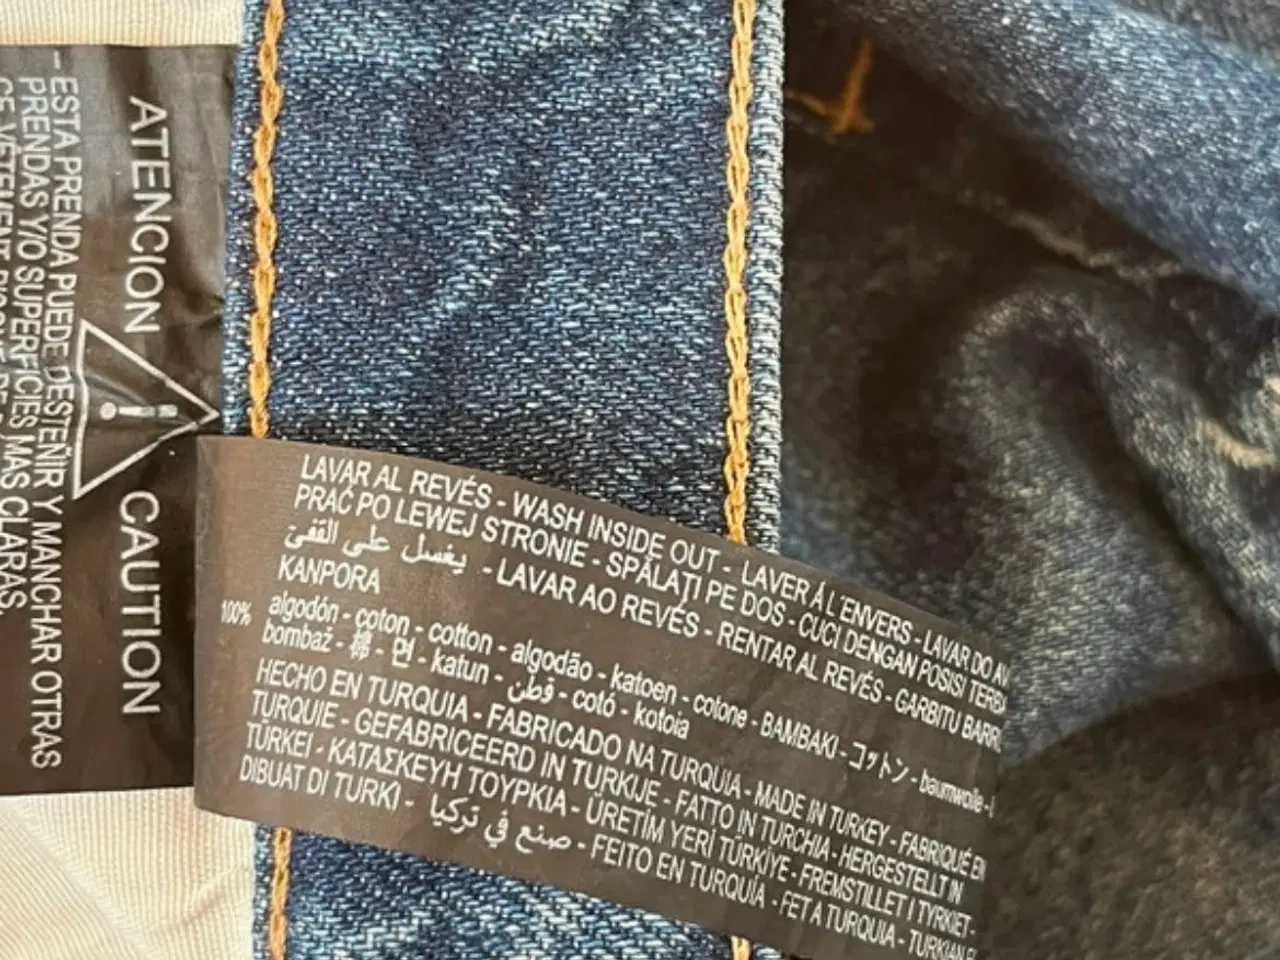 ATENCION CAUTION
- ESTA PRENDA PUEDE DESTEÑIR Y MANCHAR OTRAS
PRENDAS Y/O SUPERFICIES MAS CLARAS.
CE VÊTEMENT
LAVAR AL REVÉS - WASH INSIDE OUT - LAVER Á L'ENVERS - LAVAR DO
PRAĆ PO LEWEJ STRONIE - SPĂLAŢI PE DOS - CUCI DENGAN POSISI
يغسل على القفى - LAVAR AO REVÉS - RENTAR AL REVÉS - GARBITU
KANPORA
100% algodón - coton - cotton - algodão - katoen - cotone - BAMBAKI - コットン - baumwolle -
bombaž - 棉 - 면 - katun - قطن - cotó - kotoia
HECHO EN TURQUIA - FABRICADO NA TURQUIA - MADE IN TURKEY - FABRIQUÉ EN
TURQUIE - GEFABRICEERD IN TURKIJE - FATTO IN TURCHIA - HERGESTELLT IN
TÜRKEI - ΚΑΤΑΣΚΕΥΗ ΤΟΥΡΚΙΑ - ÜRETİM YERİ TÜRKİYE - FREMSTILLET I TYRKIET -
DIBUAT DI TURKI - صنع في تركيا - FEITO EN TURQUÍA - FET A TURQUIA -